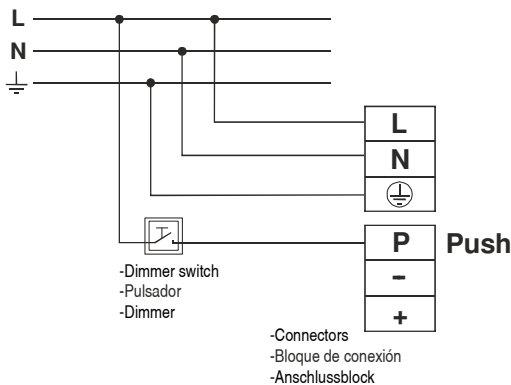 L
N
L
N
P Push
-
+
-Dimmer switch
-Pulsador
-Dimmer
-Connectors
-Bloque de conexión
-Anschlussblock